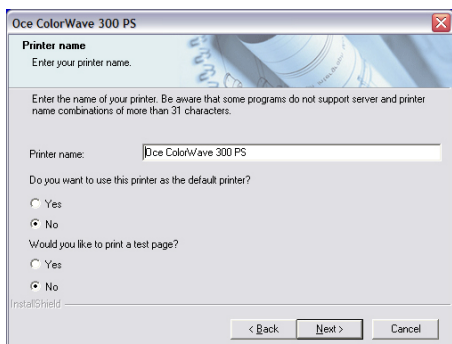 Oce ColorWave 300 PS
Printer name
Enter your printer name.
Enter the name of your printer. Be aware that some programs do not support server and printer
name combinations of more than 31 characters.
Printer name:
Oce ColorWave 300 PS
Do you want to use this printer as the default printer?
Yes
No
Would you like to print a test page?
Yes
No
InstallShield
< Back
Next >
Cancel